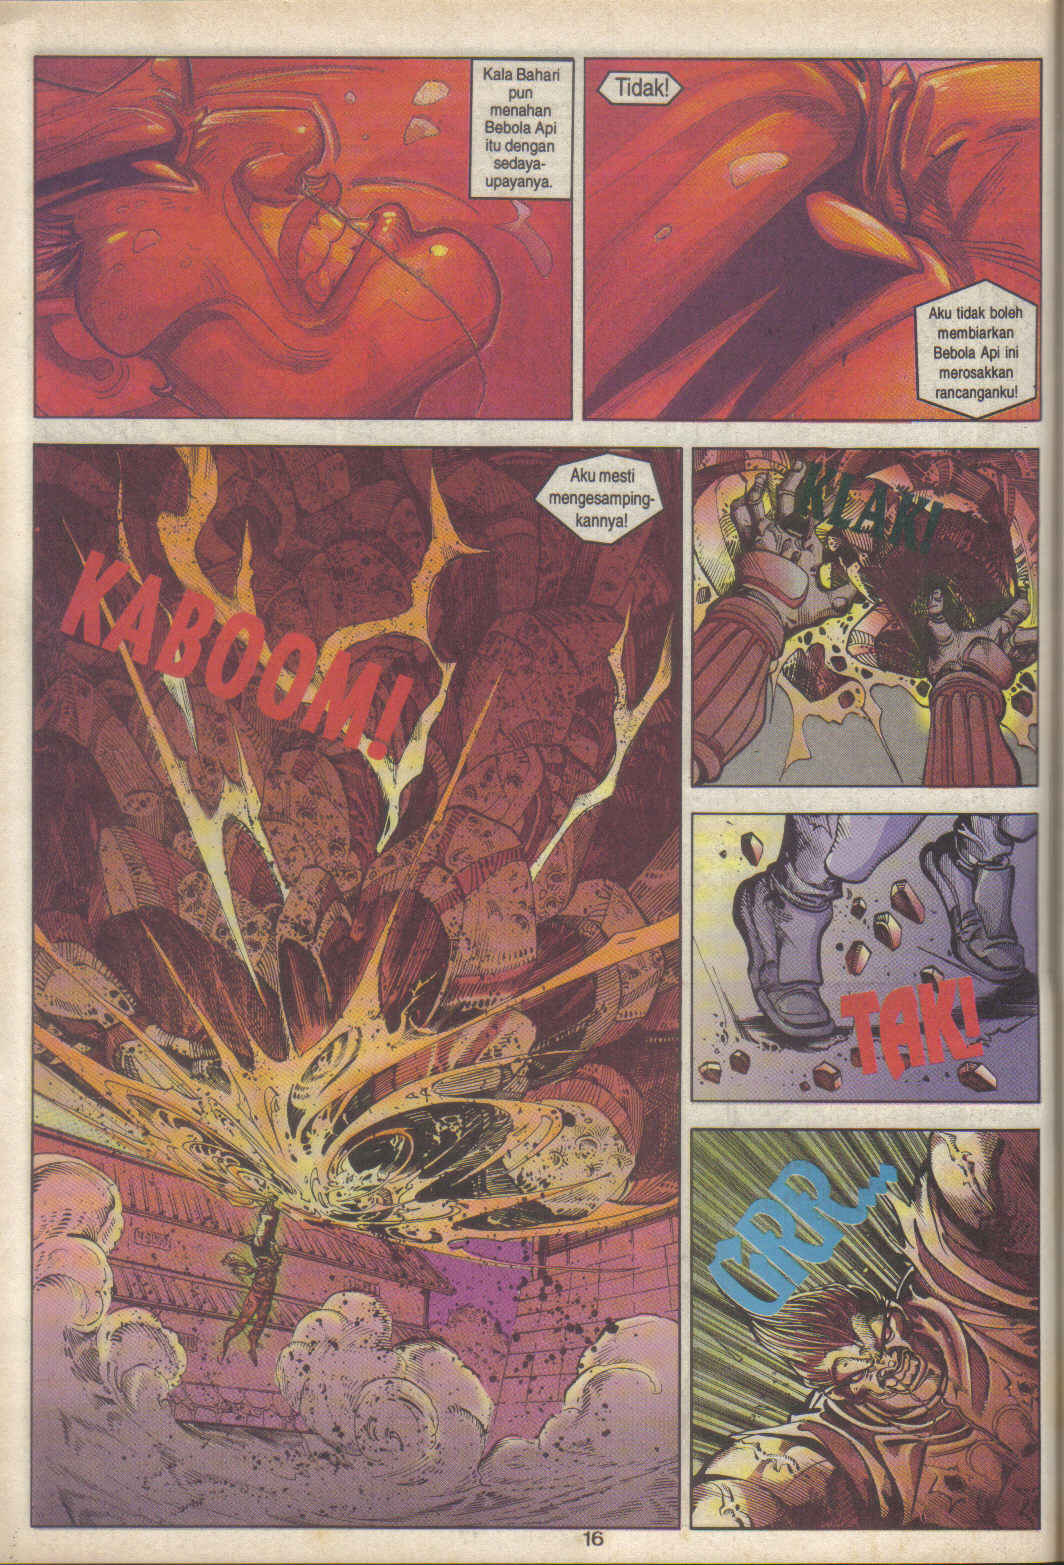 Kala Bahari
pun
menahan
Bebola Api
itu dengan
sedaya-
upayanya.
Tidak!
Aku tidak boleh
membiarkan
Bebola Api ini
merosakkan
rancanganku!
Aku mesti
mengesamping-
kannya!
KABOOM!
KLAK!
TAK!
GRR...
16